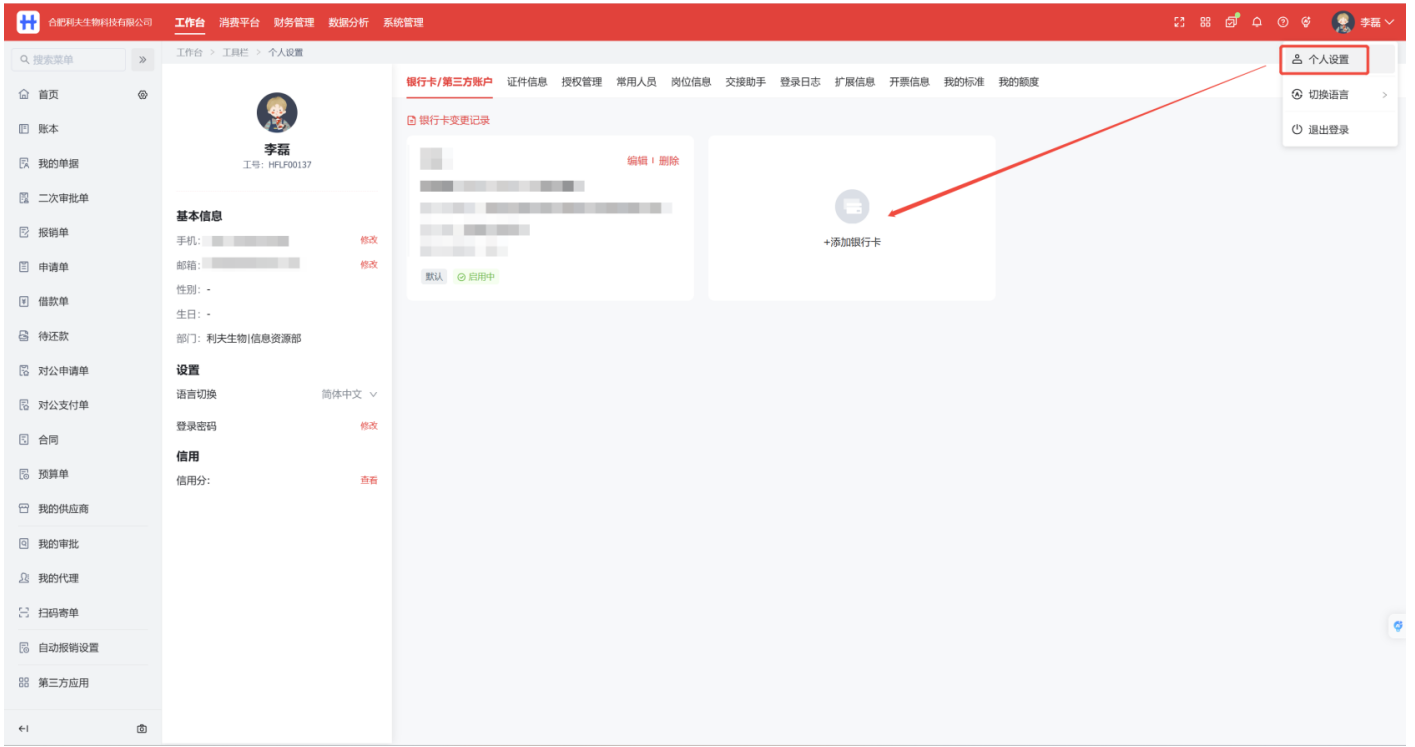 合肥利夫生物科技有限公司 工作台 消费平台 财务管理 数据分析 系统管理 李磊
搜索菜单
工作台 > 工具栏 > 个人设置
个人设置
切换语言
退出登录
首页
账本
我的单据
二次审批单
报销单
申请单
借款单
待还款
对公申请单
对公支付单
合同
预算单
我的供应商
我的审批
我的代理
扫码寄单
自动报销设置
第三方应用
李磊
工号: HFLF00137
基本信息
手机: 修改
邮箱: 修改
性别: -
生日: -
部门: 利夫生物|信息资源部
设置
语言切换 简体中文
登录密码 修改
信用
信用分: 查看
银行卡/第三方账户 证件信息 授权管理 常用人员 岗位信息 交接助手 登录日志 扩展信息 开票信息 我的标准 我的额度
银行卡变更记录
编辑 | 删除
默认 启用中
+添加银行卡